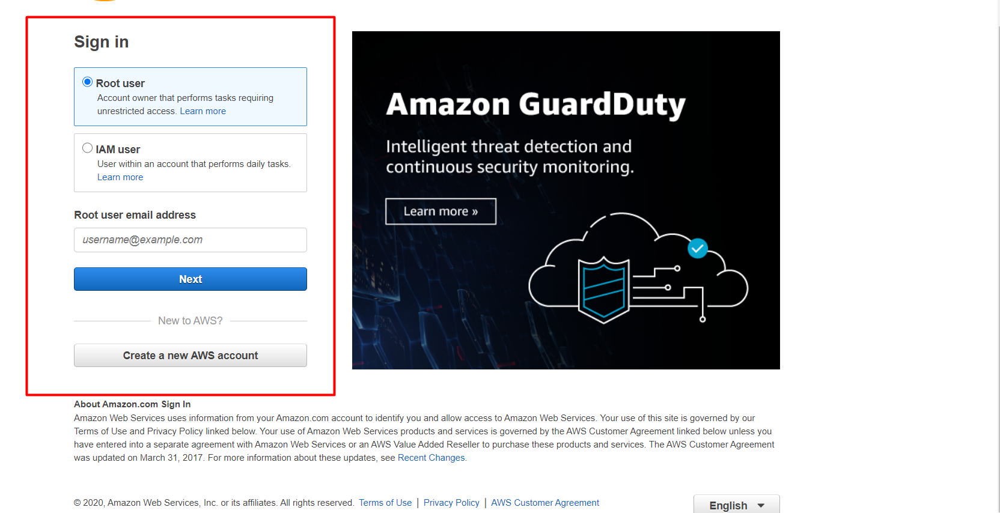 Sign in
Root user
Account owner that performs tasks requiring
unrestricted access. Learn more
IAM user
User within an account that performs daily tasks.
Learn more
Root user email address
username@example.com
Next
New to AWS?
Create a new AWS account
Amazon GuardDuty
Intelligent threat detection and
continuous security monitoring.
Learn more »
About Amazon.com Sign In
Amazon Web Services uses information from your Amazon.com account to identify you and allow access to Amazon Web Services. Your use of this site is governed by our
Terms of Use and Privacy Policy linked below. Your use of Amazon Web Services products and services is governed by the AWS Customer Agreement linked below unless you
have entered into a separate agreement with Amazon Web Services or an AWS Value Added Reseller to purchase these products and services. The AWS Customer Agreement
was updated on March 31, 2017. For more information about these updates, see Recent Changes.
© 2020, Amazon Web Services, Inc. or its affiliates. All rights reserved. Terms of Use | Privacy Policy | AWS Customer Agreement
English